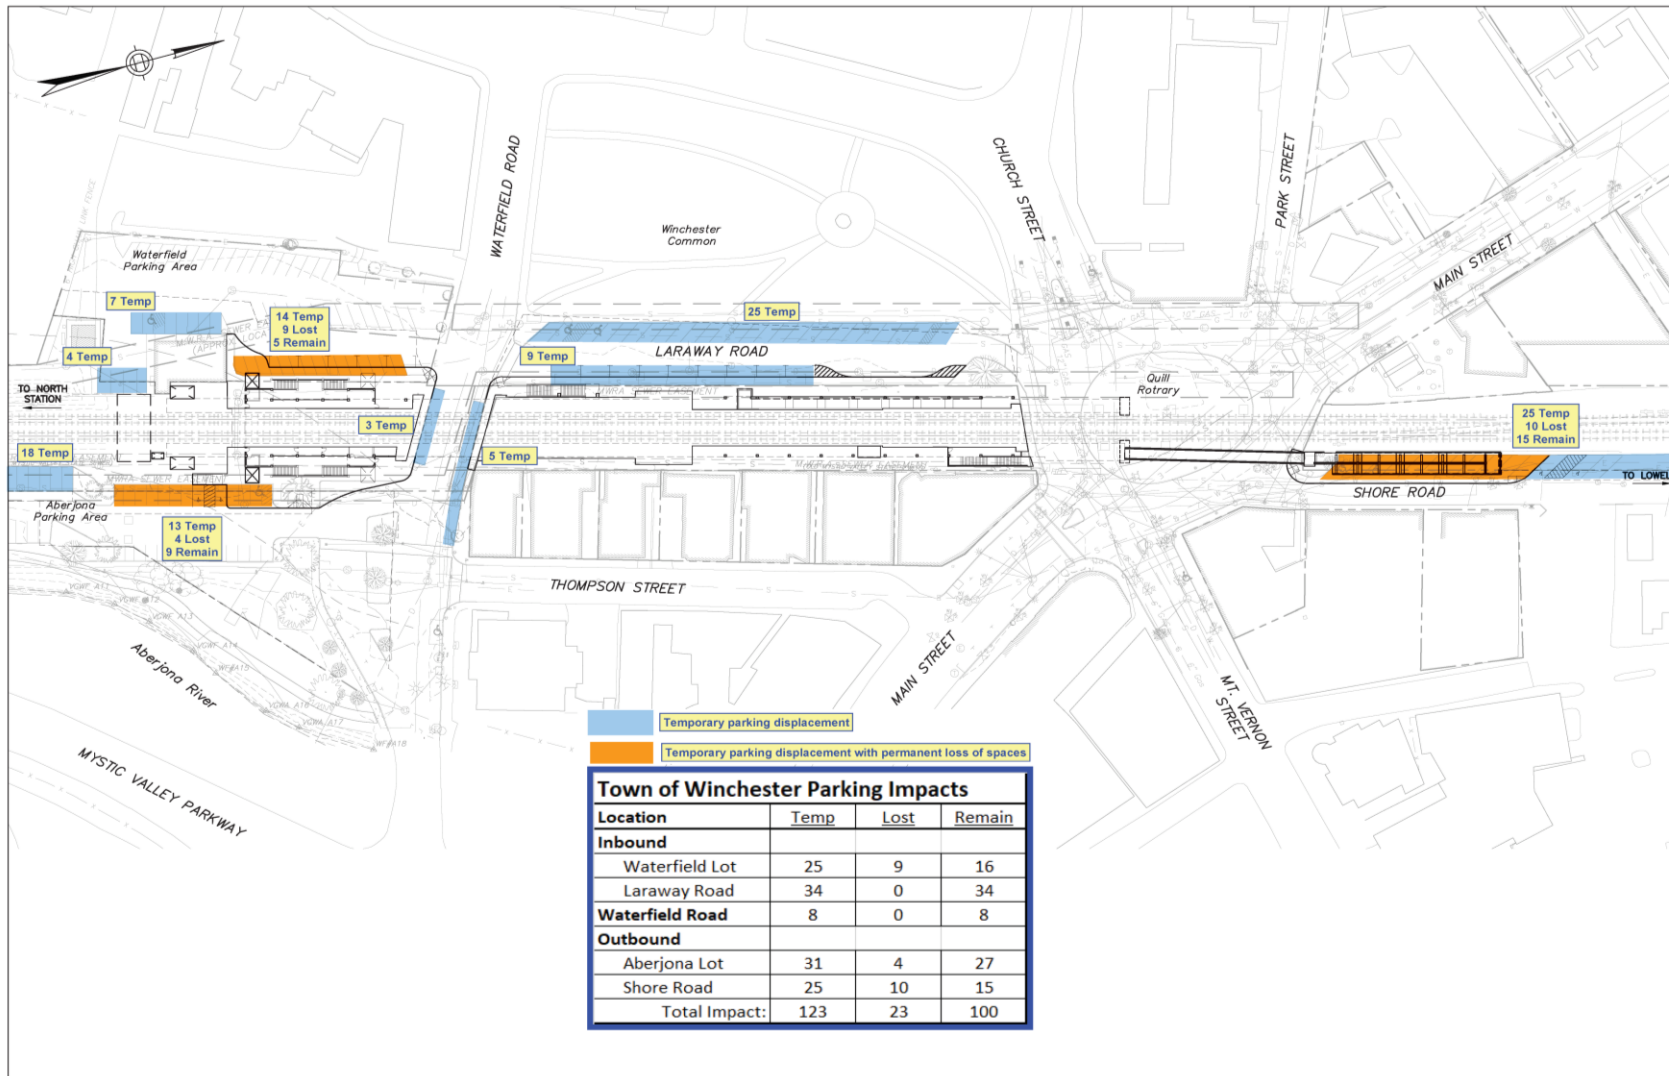 WATERFIELD ROAD
CHURCH STREET
PARK STREET
MAIN STREET
Winchester
Common
Waterfield
Parking Area
7 Temp
14 Temp
9 Lost
5 Remain
25 Temp
4 Temp
9 Temp
LARAWAY ROAD
Quill
Rotrary
TO NORTH
STATION
3 Temp
25 Temp
10 Lost
15 Remain
18 Temp
5 Temp
TO LOWEL
SHORE ROAD
Aberjona
Parking Area
13 Temp
4 Lost
9 Remain
THOMPSON STREET
Aberjona River
MAIN STREET
MT. VERNON
STREET
MYSTIC VALLEY PARKWAY
Temporary parking displacement
Temporary parking displacement with permanent loss of spaces
Town of Winchester Parking Impacts
Location Temp Lost Remain
Inbound
Waterfield Lot 25 9 16
Laraway Road 34 0 34
Waterfield Road 8 0 8
Outbound
Aberjona Lot 31 4 27
Shore Road 25 10 15
Total Impact: 123 23 100